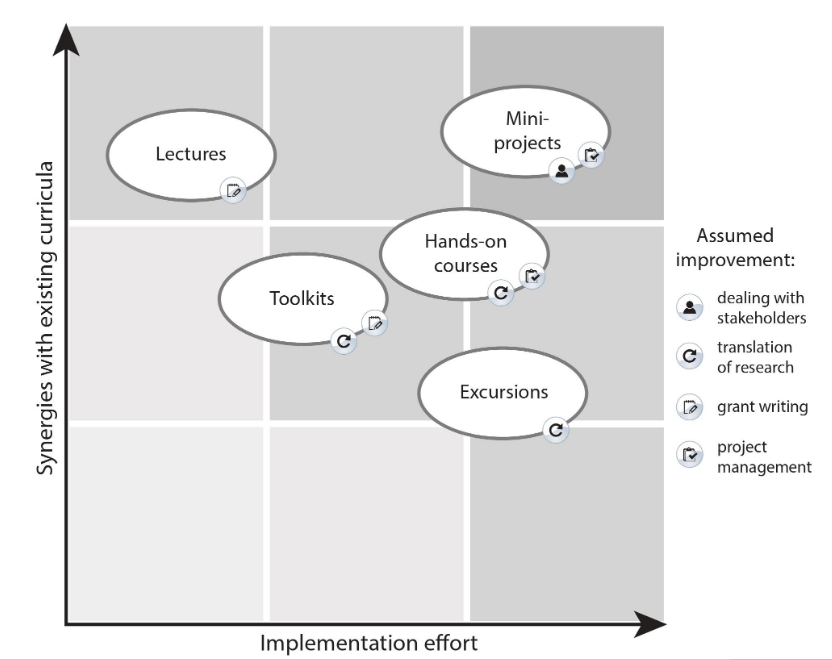 Synergies with existing curricula
Lectures
Mini-
projects
Hands-on
courses
Toolkits
Excursions
Implementation effort
Assumed
improvement:
dealing with
stakeholders
translation
of research
grant writing
project
management